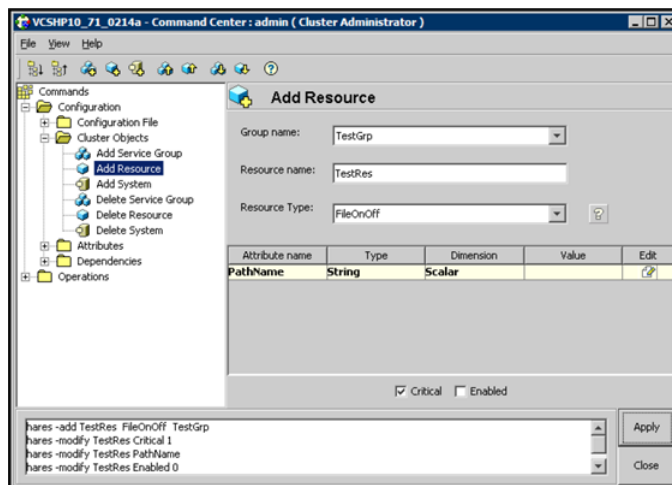 VCSHP10_71_0214a - Command Center : admin ( Cluster Administrator )
File View Help
Commands
Configuration
Configuration File
Cluster Objects
Add Service Group
Add Resource
Add System
Delete Service Group
Delete Resource
Delete System
Attributes
Dependencies
Operations
Add Resource
Group name: TestGrp
Resource name: TestRes
Resource Type: FileOnOff
Attribute name Type Dimension Value Edit
PathName String Scalar
Critical Enabled
hares -add TestRes FileOnOff TestGrp
hares -modify TestRes Critical 1
hares -modify TestRes PathName
hares -modify TestRes Enabled 0
Apply
Close